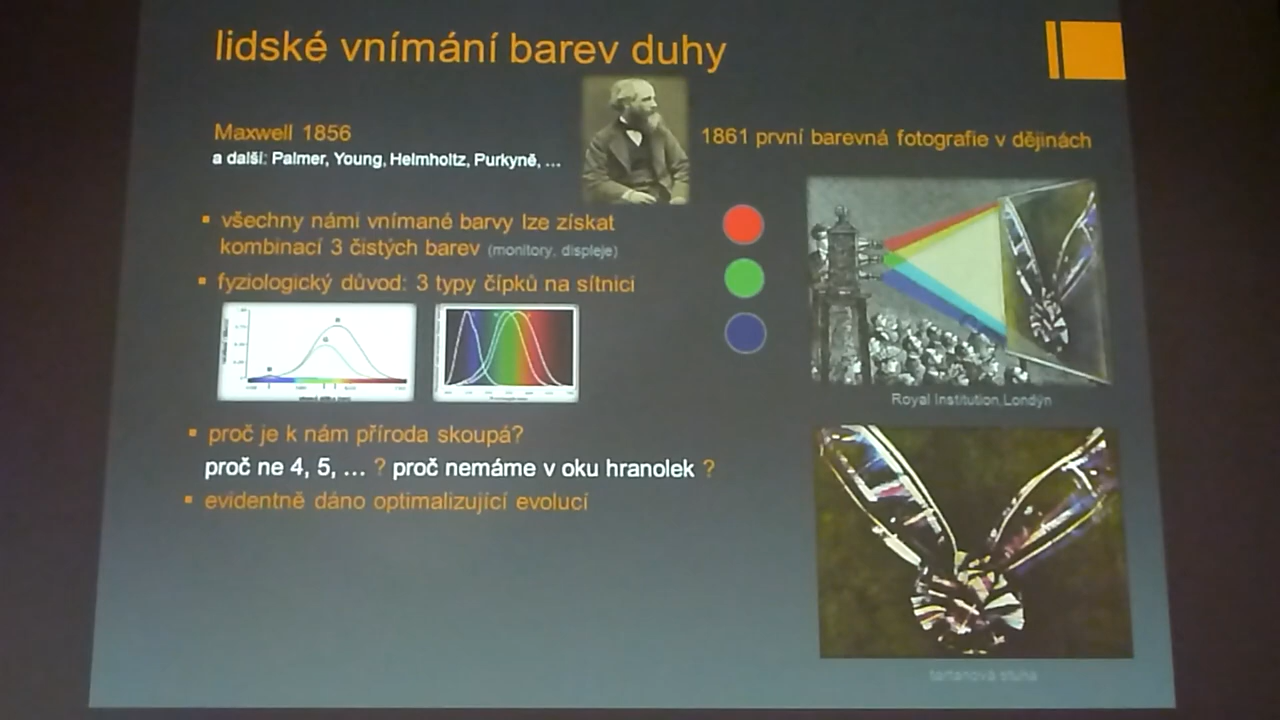 lidské vnímání barev duhy
Maxwell 1856
a další: Palmer, Young, Helmholtz, Purkyně, ...
1861 první barevná fotografie v dějinách
všechny námi vnímané barvy lze získat
kombinací 3 čistých barev (monitory, displeje)
fyziologický důvod: 3 typy čípků na sítnici
Royal Institution,Londýn
proč je k nám příroda skoupá?
proč ne 4, 5, ... ? proč nemáme v oku hranolek ?
evidentně dáno optimalizující evolucí
tartanová stuha